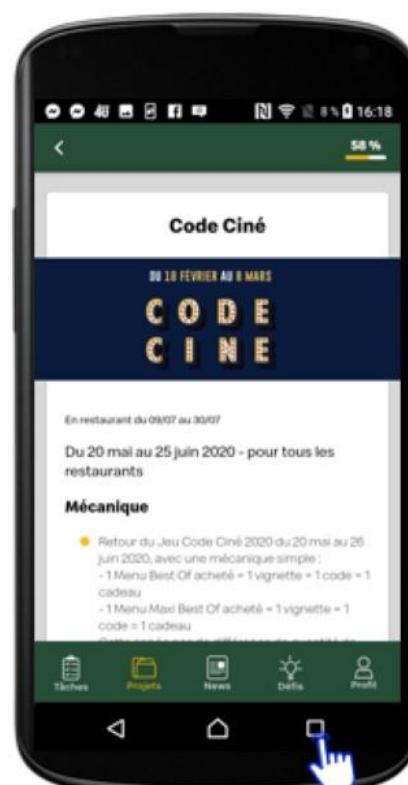 16:18
58 %
Code Ciné
DU 18 FÉVRIER AU 8 MARS
CODE
CINE
En restaurant du 09/07 au 30/07
Du 20 mai au 25 juin 2020 - pour tous les
restaurants
Mécanique
Retour du Jeu Code Ciné 2020 du 20 mai au 26
juin 2020, avec une mécanique simple :
- 1 Menu Best Of acheté = 1 vignette = 1 code = 1
cadeau
- 1 Menu Maxi Best Of acheté = 1 vignette = 1
code = 1 cadeau
Tâches Projets News Défis Profil